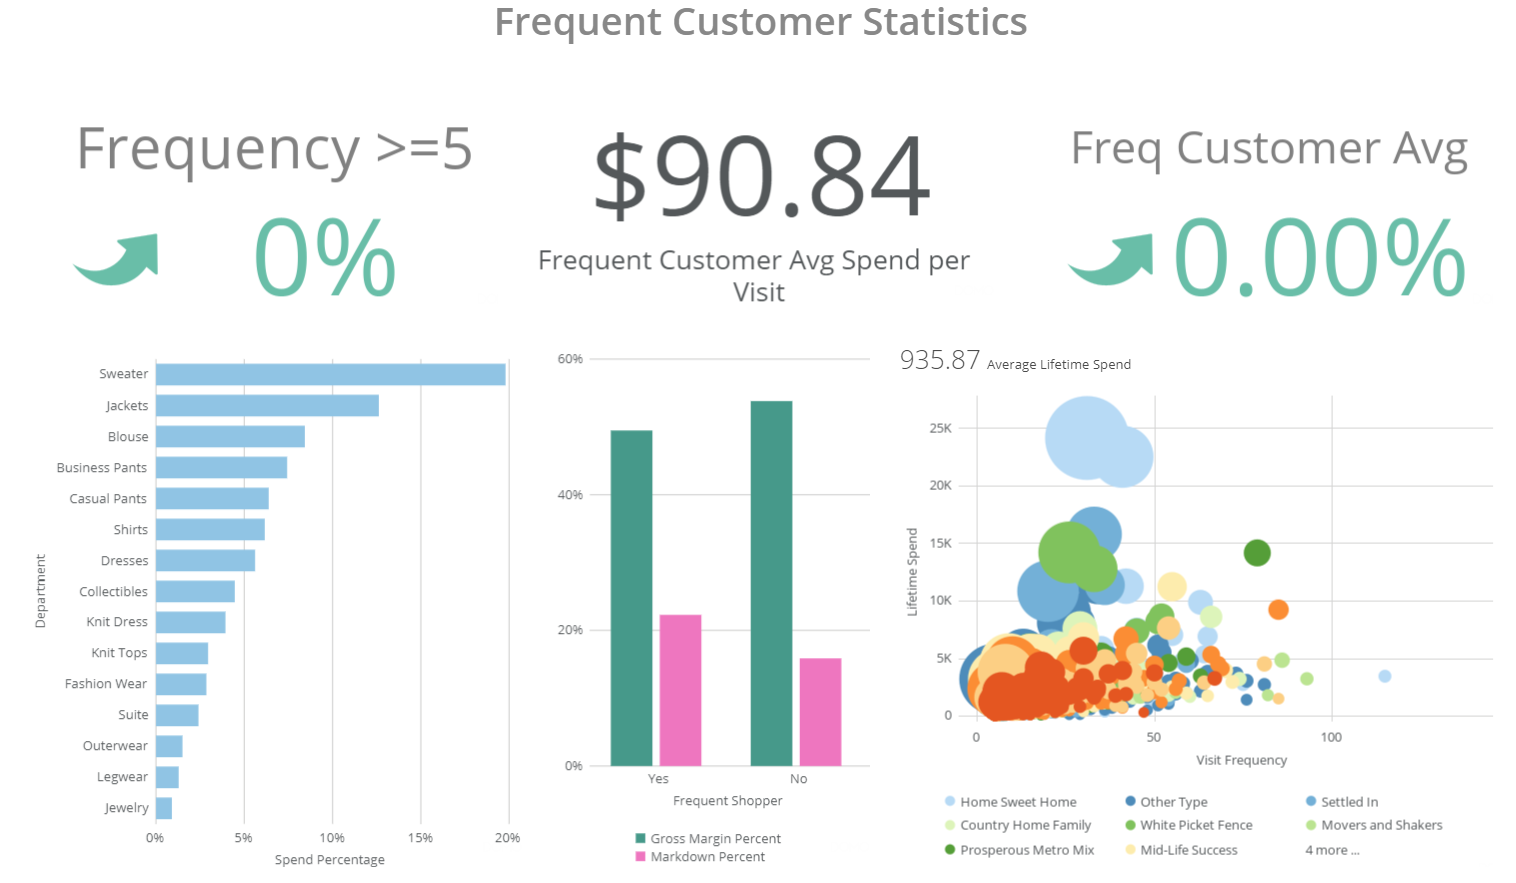 Frequent Customer Statistics
Frequency >=5
0%
$90.84
Frequent Customer Avg Spend per
Visit
Freq Customer Avg
0.00%
Department
Sweater
Jackets
Blouse
Business Pants
Casual Pants
Shirts
Dresses
Collectibles
Knit Dress
Knit Tops
Fashion Wear
Suite
Outerwear
Legwear
Jewelry
0% 5% 10% 15% 20%
Spend Percentage
60%
40%
20%
0%
Yes No
Frequent Shopper
Gross Margin Percent
Markdown Percent
935.87 Average Lifetime Spend
Lifetime Spend
25K
20K
15K
10K
5K
0
0 50 100
Visit Frequency
Home Sweet Home Other Type Settled In
Country Home Family White Picket Fence Movers and Shakers
Prosperous Metro Mix Mid-Life Success 4 more ...